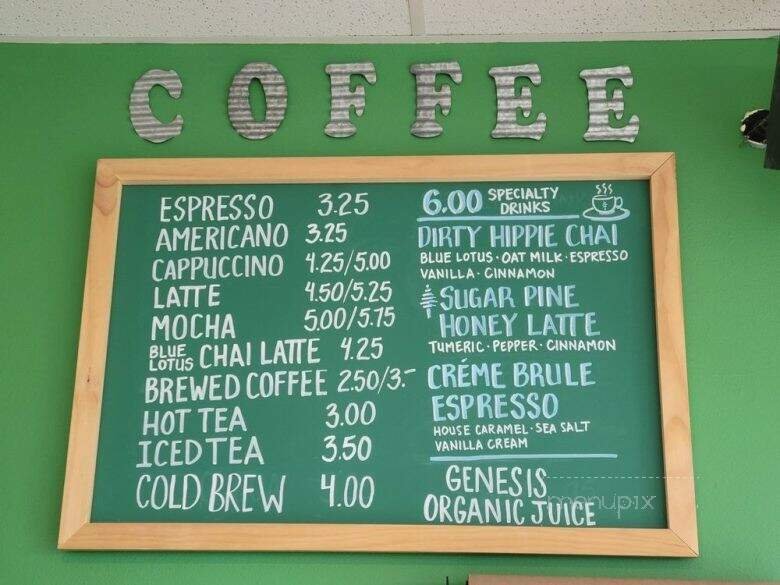 COFFEE
ESPRESSO 3.25
AMERICANO 3.25
CAPPUCCINO 4.25/5.00
LATTE 4.50/5.25
MOCHA 5.00/5.75
BLUE LOTUS CHAI LATTE 4.25
BREWED COFFEE 2.50/3.-
HOT TEA 3.00
ICED TEA 3.50
COLD BREW 4.00
6.00 SPECIALTY DRINKS
DIRTY HIPPIE CHAI
BLUE LOTUS · OAT MILK · ESPRESSO
VANILLA · CINNAMON
SUGAR PINE
HONEY LATTE
TUMERIC · PEPPER · CINNAMON
CRÉME BRULE
ESPRESSO
HOUSE CARAMEL · SEA SALT
VANILLA CREAM
GENESIS
ORGANIC JUICE
menupix